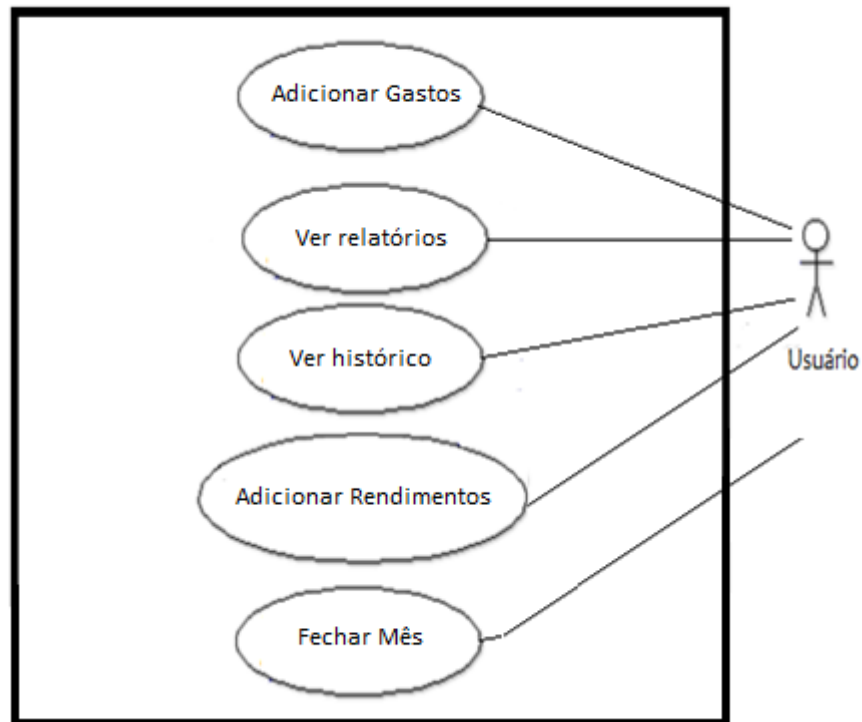 Adicionar Gastos
Ver relatórios
Ver histórico
Usuário
Adicionar Rendimentos
Fechar Mês